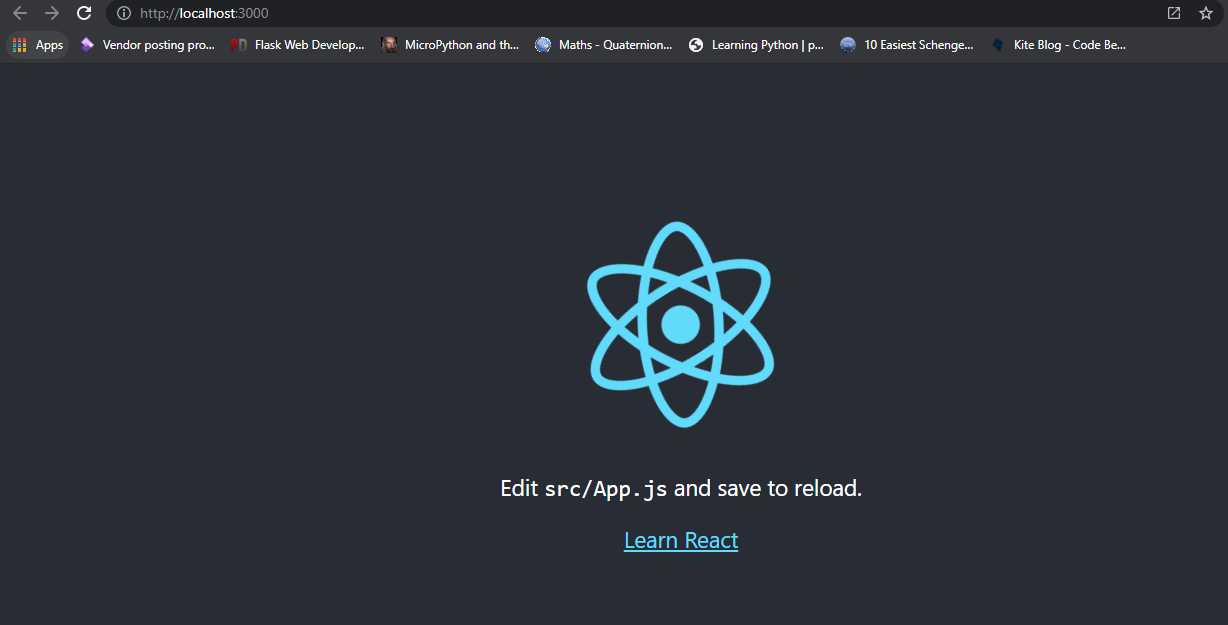 http://localhost:3000
Apps Vendor posting pro... Flask Web Develop... MicroPython and th... Maths - Quaternion... Learning Python | p... 10 Easiest Schenge... Kite Blog - Code Be...
Edit src/App.js and save to reload.
Learn React